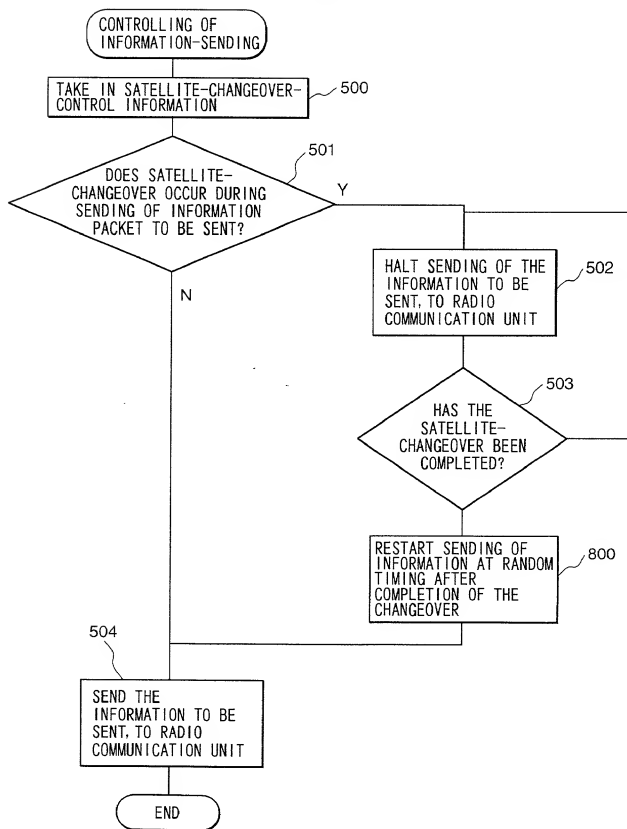 CONTROLLING OF
INFORMATION-SENDING
TAKE IN SATELLITE-CHANGEOVER-
CONTROL INFORMATION
500
DOES SATELLITE-
CHANGEOVER OCCUR DURING
SENDING OF INFORMATION
PACKET TO BE SENT?
501
Y
N
HALT SENDING OF THE
INFORMATION TO BE
SENT, TO RADIO
COMMUNICATION UNIT
502
HAS THE
SATELLITE-
CHANGEOVER BEEN
COMPLETED?
503
RESTART SENDING OF
INFORMATION AT RANDOM
TIMING AFTER
COMPLETION OF THE
CHANGEOVER
800
504
SEND THE
INFORMATION TO BE
SENT, TO RADIO
COMMUNICATION UNIT
END